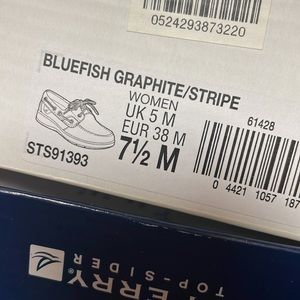 0524293873220
BLUEFISH GRAPHITE/STRIPE
WOMEN
UK 5 M
EUR 38 M
7½ M
STS91393
61428
0 4421 1057 187
ERRY
TOP-SIDER